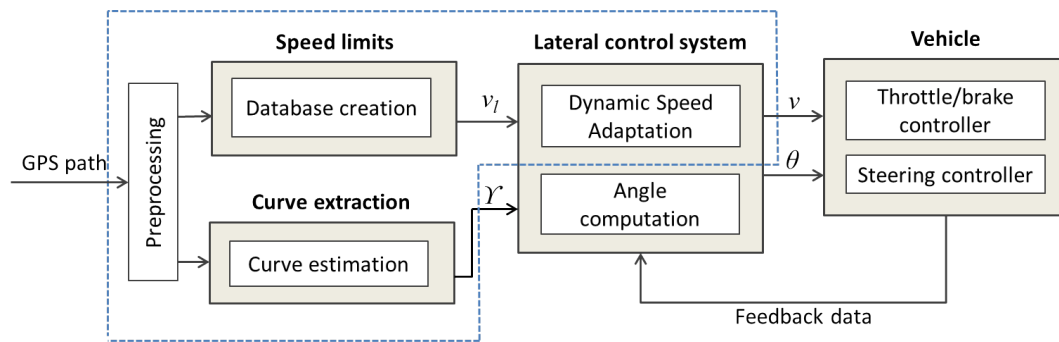 Speed limits
Lateral control system
Vehicle
Database creation
v_l
Dynamic Speed
Adaptation
v
Throttle/brake
controller
GPS path
Preprocessing
θ
Steering controller
Curve extraction
ϒ
Angle
computation
Curve estimation
Feedback data